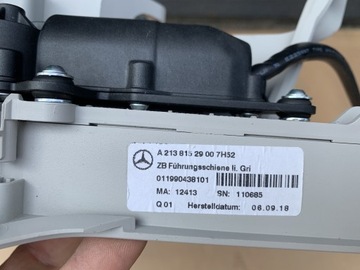 A 213 815 29 00 7H52
ZB Führungsschiene li. Gri
011990438101
MA: 12413 SN: 110685
Q 01 Herstelldatum: 06.09.18